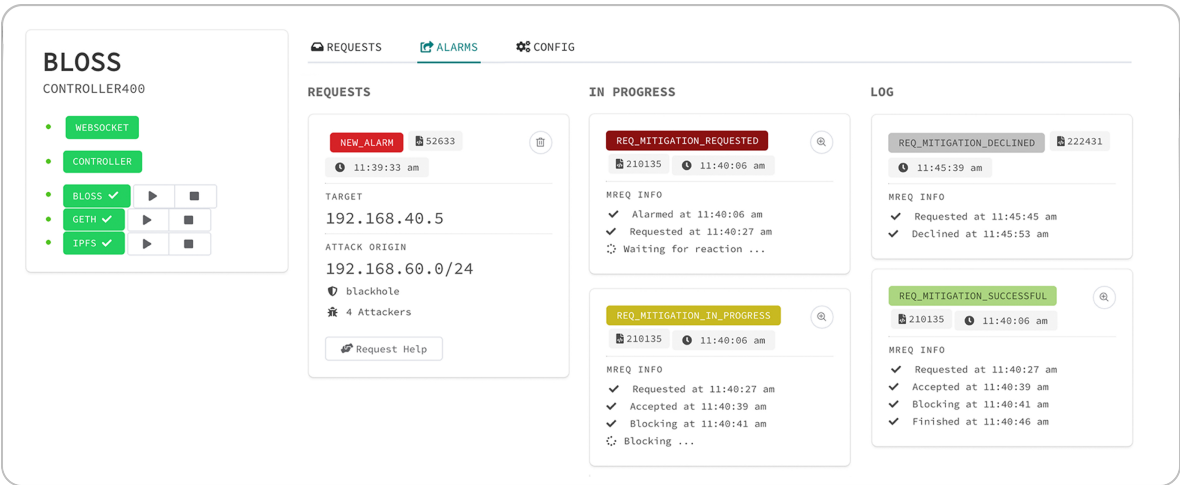 BLOSS
CONTROLLER400
WEBSOCKET
CONTROLLER
BLOSS
GETH
IPFS
REQUESTS ALARMS CONFIG
REQUESTS
NEW_ALARM 52633
11:39:33 am
TARGET
192.168.40.5
ATTACK ORIGIN
192.168.60.0/24
blackhole
4 Attackers
Request Help
IN PROGRESS
REQ_MITIGATION_REQUESTED
210135 11:40:06 am
MREQ INFO
Alarmed at 11:40:06 am
Requested at 11:40:27 am
Waiting for reaction ...
REQ_MITIGATION_IN_PROGRESS
210135 11:40:06 am
MREQ INFO
Requested at 11:40:27 am
Accepted at 11:40:39 am
Blocking at 11:40:41 am
Blocking ...
LOG
REQ_MITIGATION_DECLINED 222431
11:45:39 am
MREQ INFO
Requested at 11:45:45 am
Declined at 11:45:53 am
REQ_MITIGATION_SUCCESSFUL
210135 11:40:06 am
MREQ INFO
Requested at 11:40:27 am
Accepted at 11:40:39 am
Blocking at 11:40:41 am
Finished at 11:40:46 am